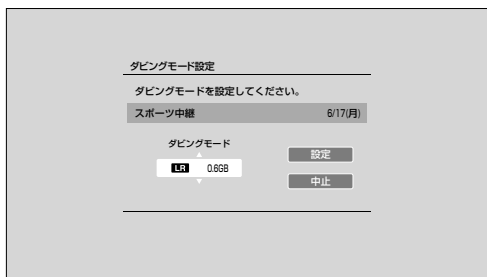 ダビングモード設定
ダビングモードを設定してください。
スポーツ中継 6/17(月)
ダビングモード
LR 0.6GB
設定
中止